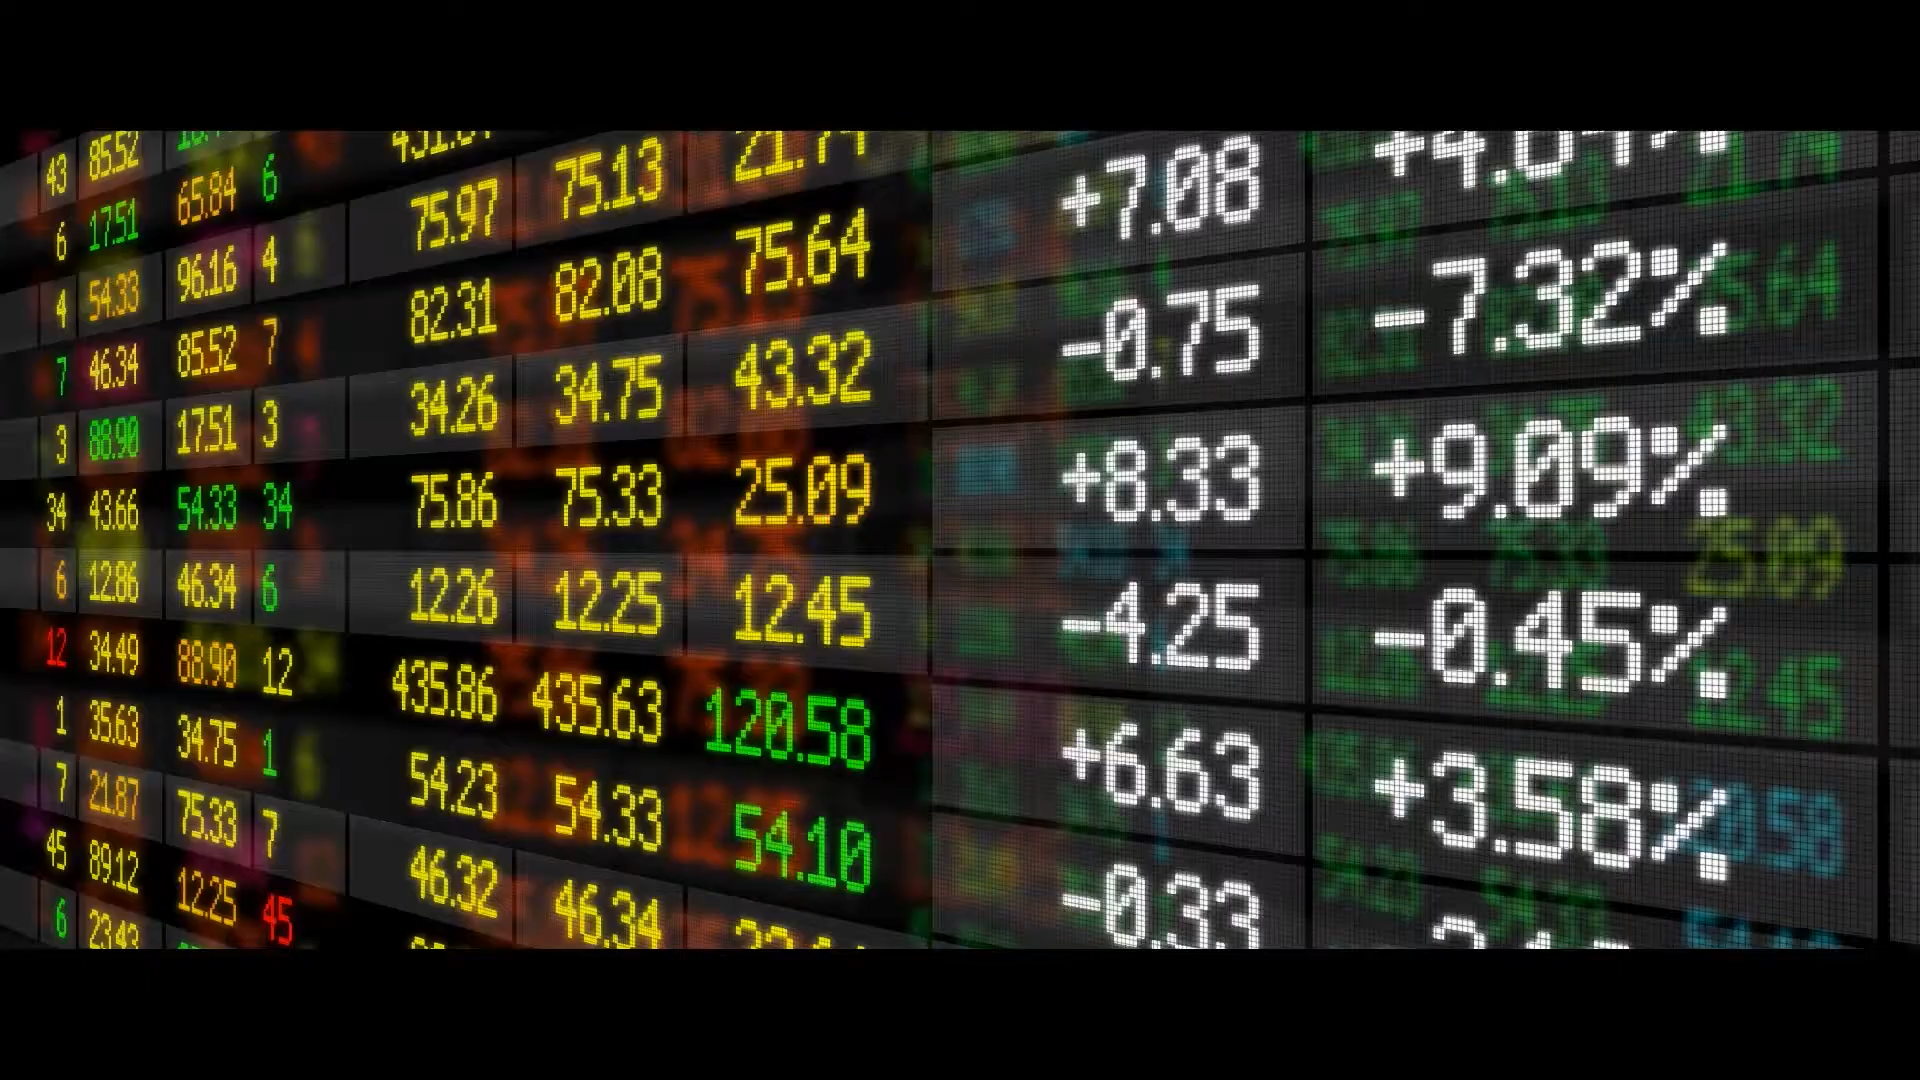 43 85.52
6 17.51 65.84 6 75.97 75.13 21.74 +7.08
4 54.33 96.16 4 82.31 82.08 75.64 -0.75 -7.32%
7 46.34 85.52 7 34.26 34.75 43.32 +8.33 +9.09%
3 88.90 17.51 3 75.86 75.33 25.09 -4.25 -0.45%
34 43.66 54.33 34 12.26 12.25 12.45 +6.63 +3.58%
6 12.86 46.34 6 435.86 435.63 120.58 -0.33
12 34.49 88.90 12 54.23 54.33 54.10
1 35.63 34.75 1 46.32 46.34
7 21.87 75.33 7
45 89.12 12.25 45
6 23.43